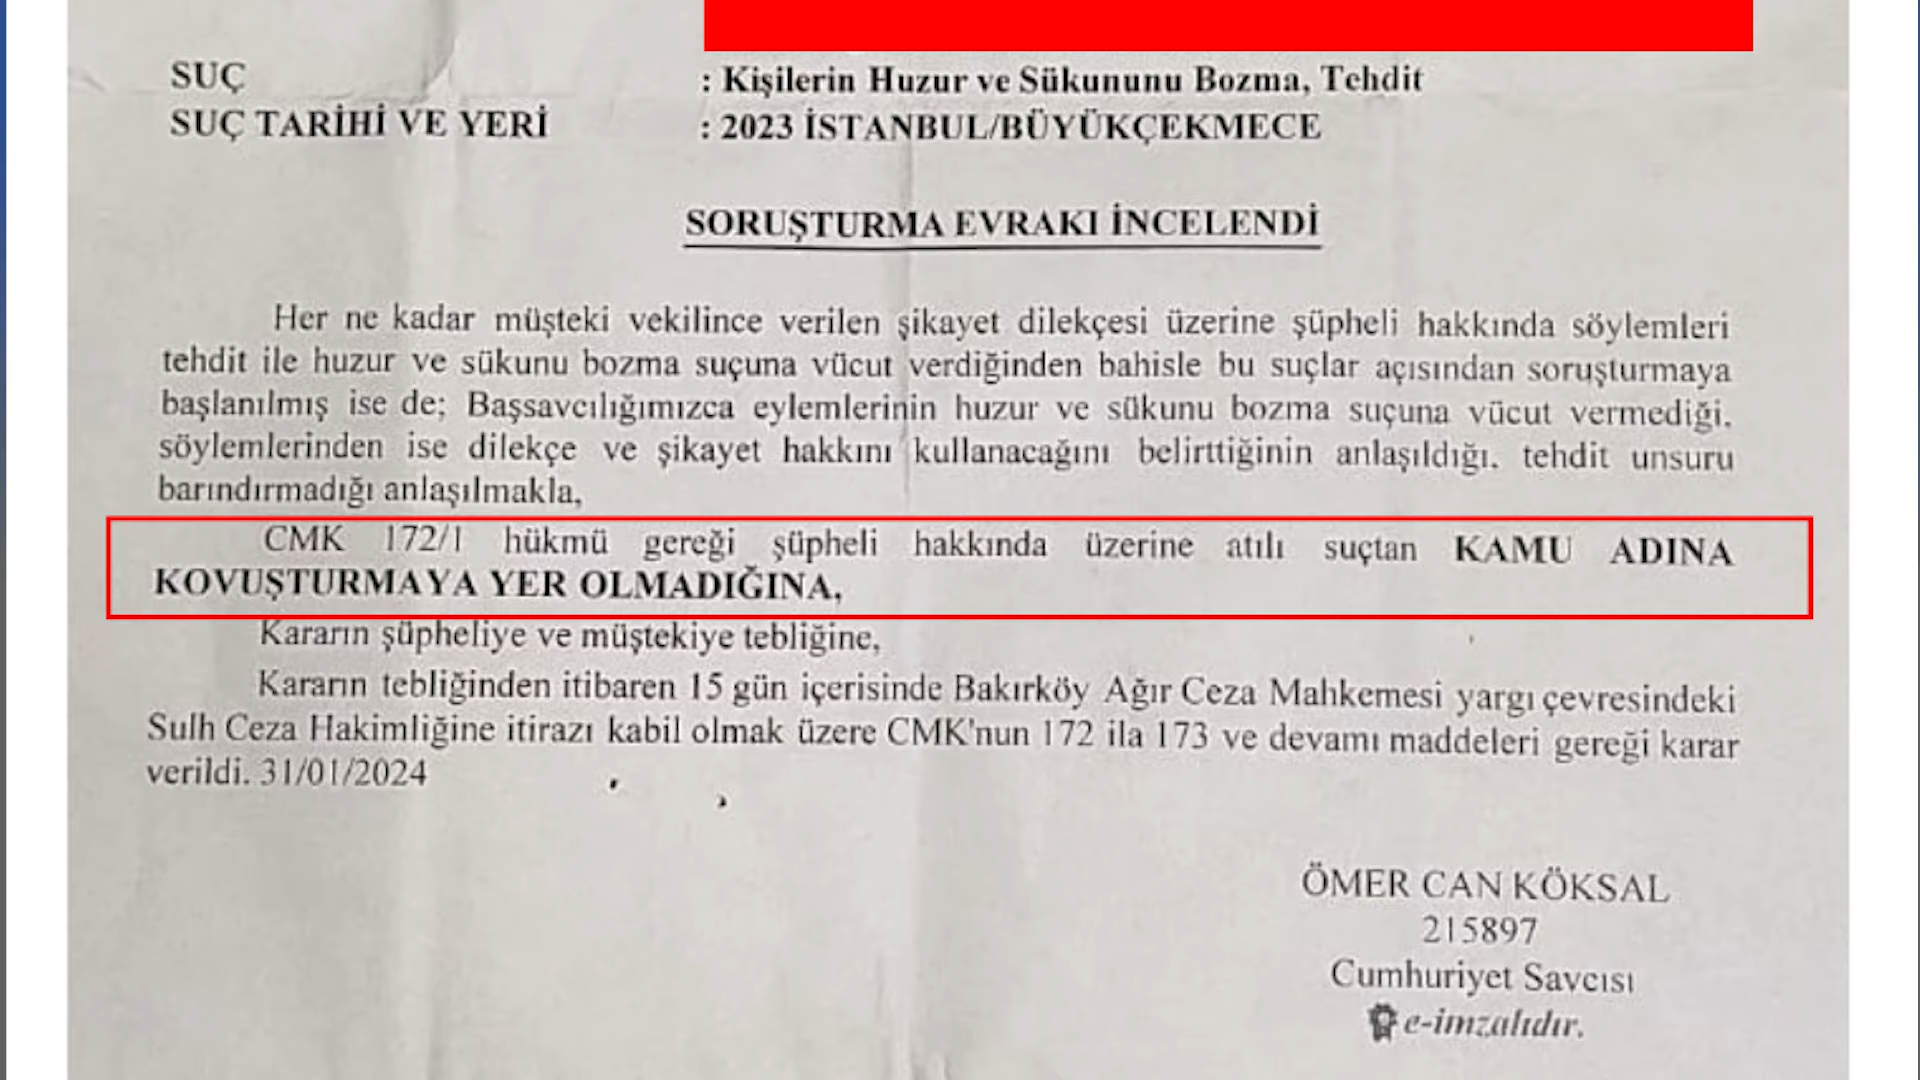 SUÇ : Kişilerin Huzur ve Sükununu Bozma, Tehdit
SUÇ TARİHİ VE YERİ : 2023 İSTANBUL/BÜYÜKÇEKMECE
SORUŞTURMA EVRAKI İNCELENDİ
Her ne kadar müşteki vekilince verilen şikayet dilekçesi üzerine şüpheli hakkında söylemleri
tehdit ile huzur ve sükunu bozma suçuna vücut verdiğinden bahisle bu suçlar açısından soruşturmaya
başlanılmış ise de; Başsavcılığımızca eylemlerinin huzur ve sükunu bozma suçuna vücut vermediği.
söylemlerinden ise dilekçe ve şikayet hakkını kullanacağını belirttiğinin anlaşıldığı. tehdit unsuru
barındırmadığı anlaşılmakla,
CMK 172/1 hükmü gereği şüpheli hakkında üzerine atılı suçtan KAMU ADINA
KOVUŞTURMAYA YER OLMADIĞINA,
Kararın şüpheliye ve müştekiye tebliğine,
Kararın tebliğinden itibaren 15 gün içerisinde Bakırköy Ağır Ceza Mahkemesi yargı çevresindeki
Sulh Ceza Hakimliğine itirazı kabil olmak üzere CMK'nun 172 ila 173 ve devamı maddeleri gereği karar
verildi. 31/01/2024
ÖMER CAN KÖKSAL
215897
Cumhuriyet Savcısı
e-imzalıdır.